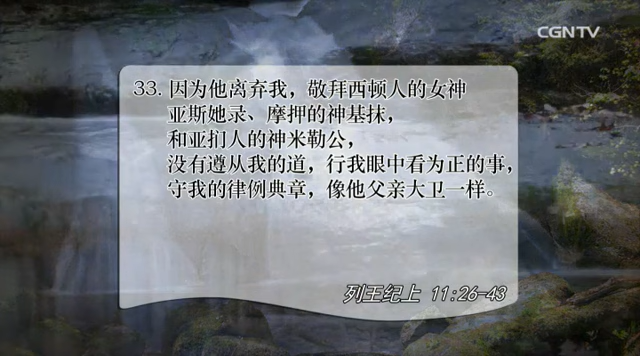 CGNTV
33. 因为他离弃我，敬拜西顿人的女神
亚斯她录、摩押的神基抹，
和亚扪人的神米勒公，
没有遵从我的道，行我眼中看为正的事，
守我的律例典章，像他父亲大卫一样。
列王纪上 11:26-43